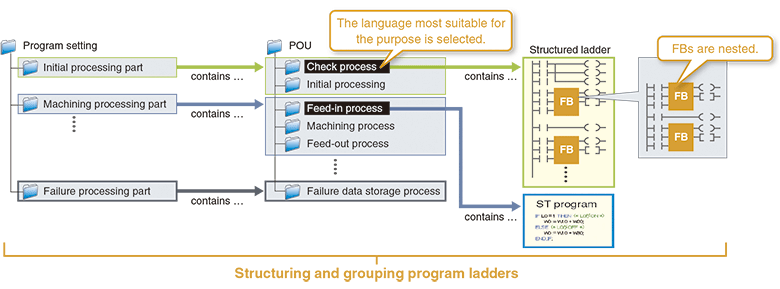 The language most suitable for
the purpose is selected.
Program setting
POU
Structured ladder
FBs are nested.
Initial processing part
contains ...
Check process
contains ...
Initial processing
Machining processing part
contains ...
Feed-in process
Machining process
Feed-out process
FB
FB
FB
FB
Failure processing part
contains ...
Failure data storage process
contains ...
ST program
ELSE
Structuring and grouping program ladders